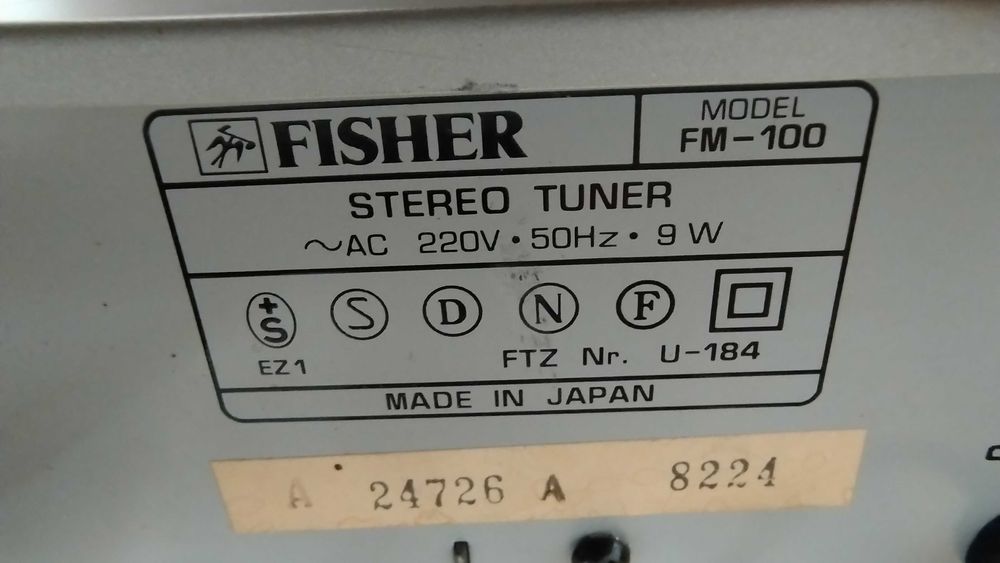 FISHER
MODEL
FM-100
STEREO TUNER
~AC 220V • 50Hz • 9 W
+S S D N F
EZ1 FTZ Nr. U-184
MADE IN JAPAN
A 24726 A 8224